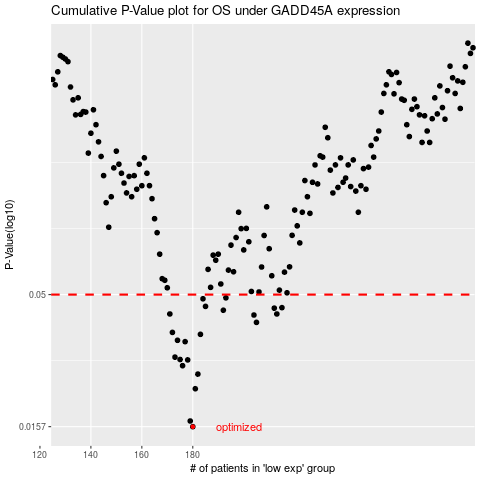 Cumulative P-Value plot for OS under GADD45A expression
P-Value(log10)
0.05
0.0157
optimized
120 140 160 180
# of patients in 'low exp' group